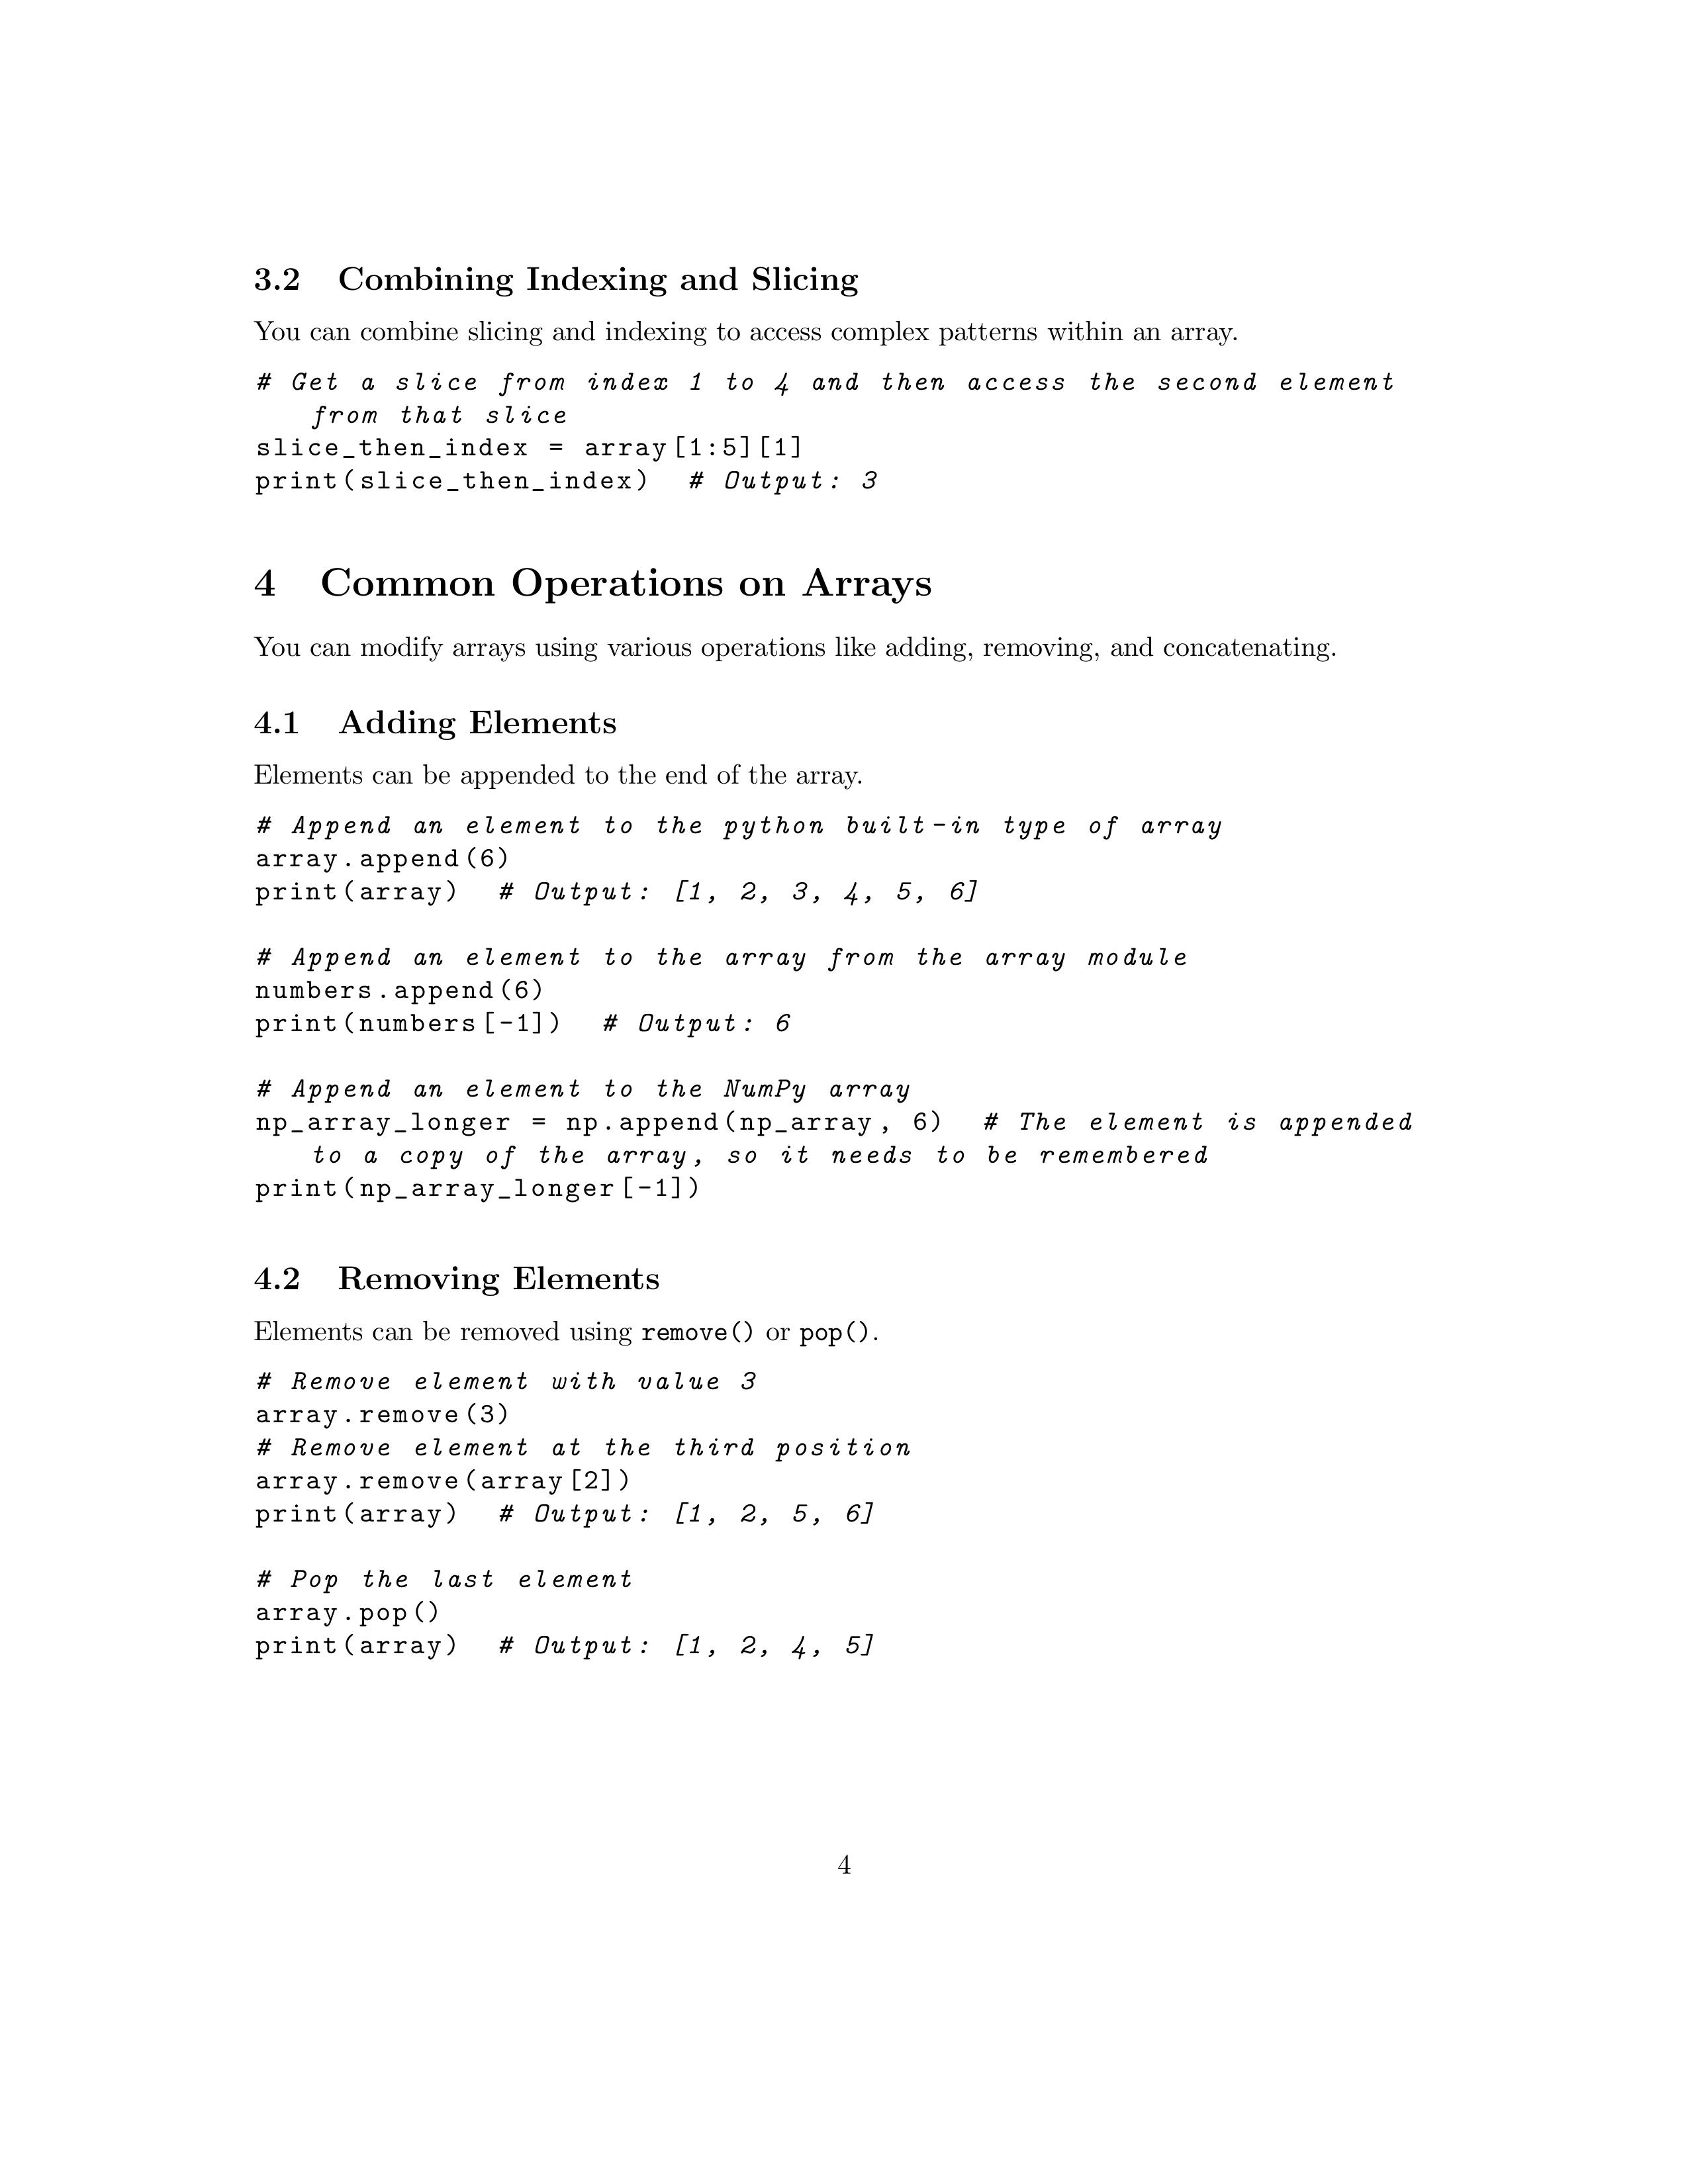 3.2 Combining Indexing and Slicing
You can combine slicing and indexing to access complex patterns within an array.
# Get a slice from index 1 to 4 and then access the second element
from that slice
slice_then_index = array[1:5][1]
print(slice_then_index)  # Output: 3
4 Common Operations on Arrays
You can modify arrays using various operations like adding, removing, and concatenating.
4.1 Adding Elements
Elements can be appended to the end of the array.
# Append an element to the python built-in type of array
array.append(6)
print(array)  # Output: [1, 2, 3, 4, 5, 6]
# Append an element to the array from the array module
numbers.append(6)
print(numbers[-1])  # Output: 6
# Append an element to the NumPy array
np_array_longer = np.append(np_array, 6)  # The element is appended
to a copy of the array, so it needs to be remembered
print(np_array_longer[-1])
4.2 Removing Elements
Elements can be removed using remove() or pop().
# Remove element with value 3
array.remove(3)
# Remove element at the third position
array.remove(array[2])
print(array)  # Output: [1, 2, 5, 6]
# Pop the last element
array.pop()
print(array)  # Output: [1, 2, 4, 5]
4